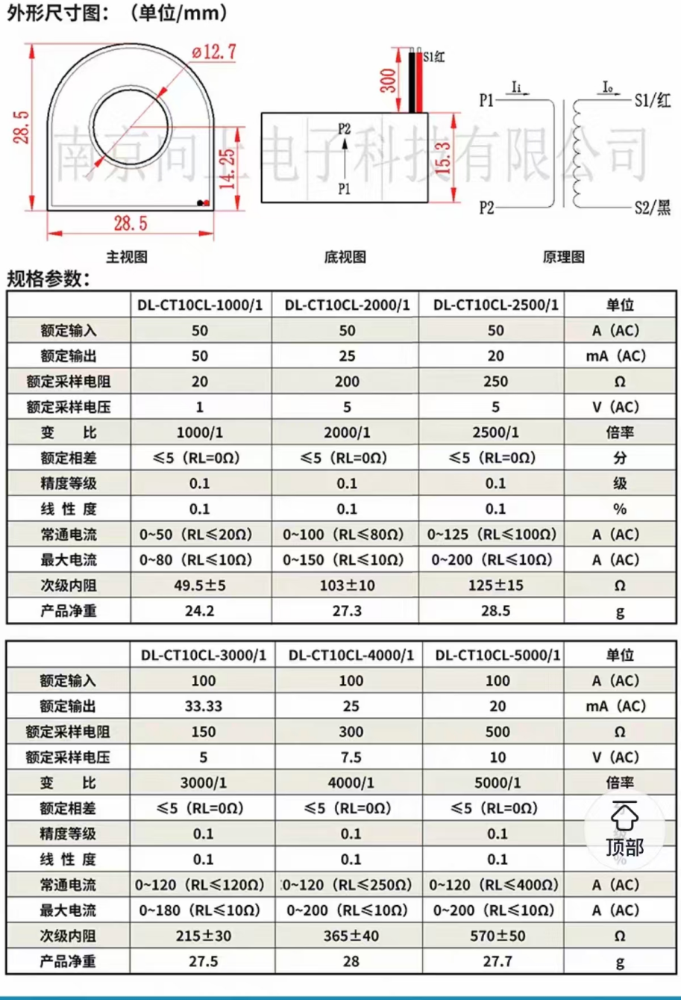 外形尺寸图：（单位/mm）
ø12.7
28.5
14.25
28.5
300
S1红
P2
P1
15.3
P1
Ii
Io
S1/红
P2
S2/黑
南京向上电子科技有限公司
主视图 底视图 原理图
规格参数：
DL-CT10CL-1000/1 DL-CT10CL-2000/1 DL-CT10CL-2500/1 单位
额定输入 50 50 50 A（AC）
额定输出 50 25 20 mA（AC）
额定采样电阻 20 200 250 Ω
额定采样电压 1 5 5 V（AC）
变 比 1000/1 2000/1 2500/1 倍率
额定相差 ≤5（RL=0Ω） ≤5（RL=0Ω） ≤5（RL=0Ω） 分
精度等级 0.1 0.1 0.1 级
线 性 度 0.1 0.1 0.1 %
常通电流 0~50（RL≤20Ω） 0~100（RL≤80Ω） 0~125（RL≤100Ω） A（AC）
最大电流 0~80（RL≤10Ω） 0~150（RL≤10Ω） 0~200（RL≤10Ω） A（AC）
次级内阻 49.5±5 103±10 125±15 Ω
产品净重 24.2 27.3 28.5 g
DL-CT10CL-3000/1 DL-CT10CL-4000/1 DL-CT10CL-5000/1 单位
额定输入 100 100 100 A（AC）
额定输出 33.33 25 20 mA（AC）
额定采样电阻 150 300 500 Ω
额定采样电压 5 7.5 10 V（AC）
变 比 3000/1 4000/1 5000/1 倍率
额定相差 ≤5（RL=0Ω） ≤5（RL=0Ω） ≤5（RL=0Ω）
精度等级 0.1 0.1 0.1
顶部
线 性 度 0.1 0.1 0.1 %
常通电流 0~120（RL≤120Ω） 0~120（RL≤250Ω） 0~120（RL≤400Ω） A（AC）
最大电流 0~180（RL≤10Ω） 0~200（RL≤10Ω） 0~200（RL≤10Ω） A（AC）
次级内阻 215±30 365±40 570±50 Ω
产品净重 27.5 28 27.7 g